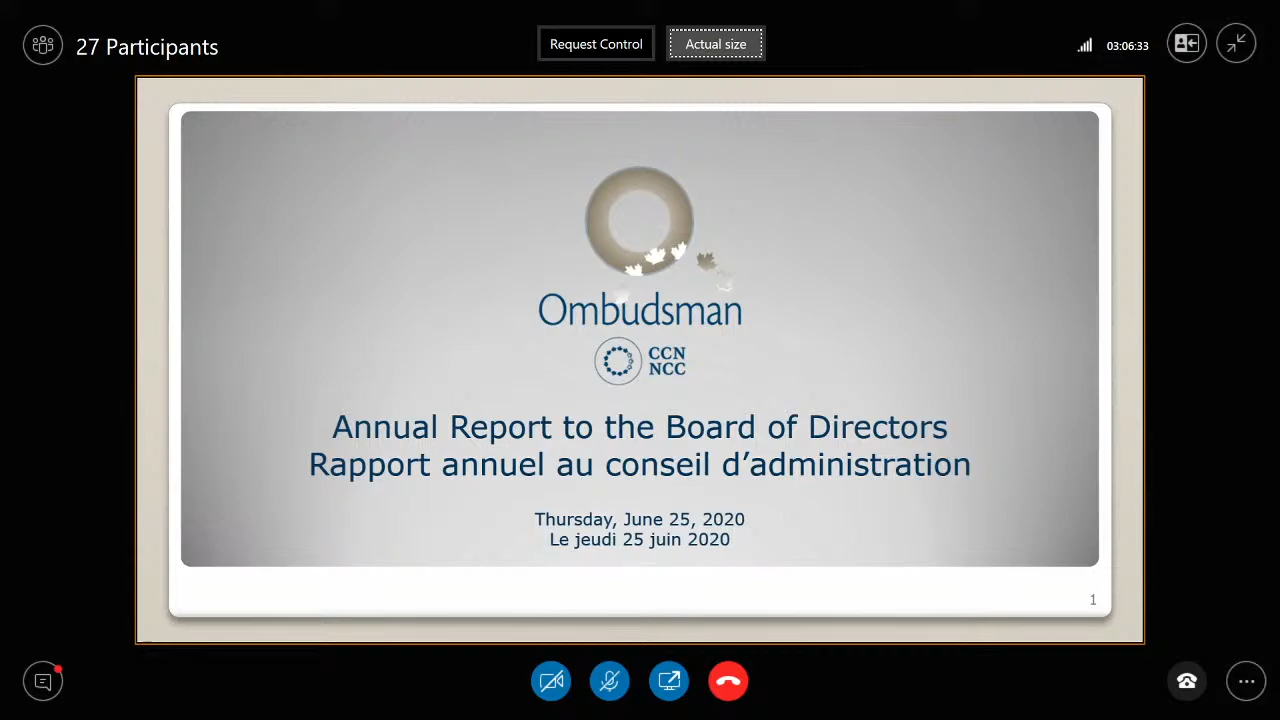 27 Participants
Request Control
Actual size
03:06:33
Ombudsman
CCN
NCC
Annual Report to the Board of Directors
Rapport annuel au conseil d’administration
Thursday, June 25, 2020
Le jeudi 25 juin 2020
1